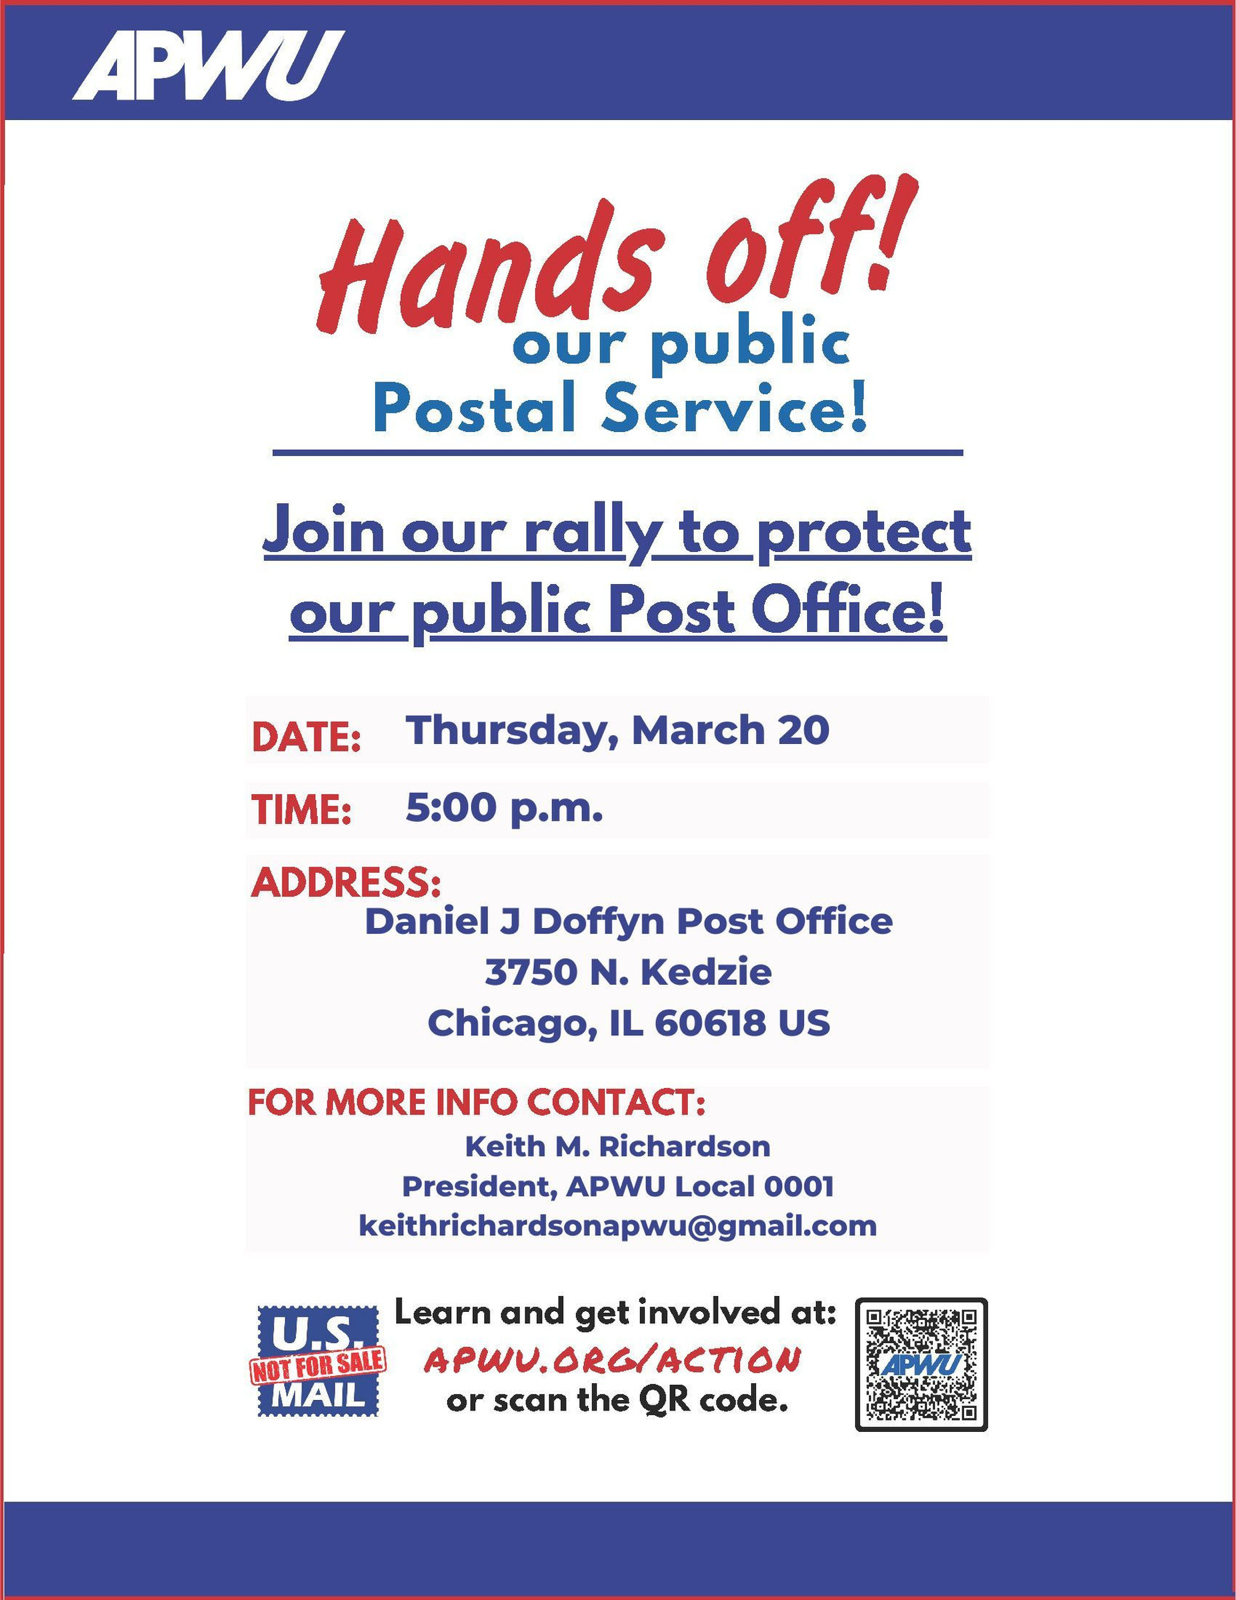 APWU
Hands off!
our public
Postal Service!
Join our rally to protect
our public Post Office!
DATE: Thursday, March 20
TIME: 5:00 p.m.
ADDRESS:
Daniel J Doffyn Post Office
3750 N. Kedzie
Chicago, IL 60618 US
FOR MORE INFO CONTACT:
Keith M. Richardson
President, APWU Local 0001
keithrichardsonapwu@gmail.com
U.S.
NOT FOR SALE
MAIL
Learn and get involved at:
APWU.ORG/ACTION
or scan the QR code.
APWU